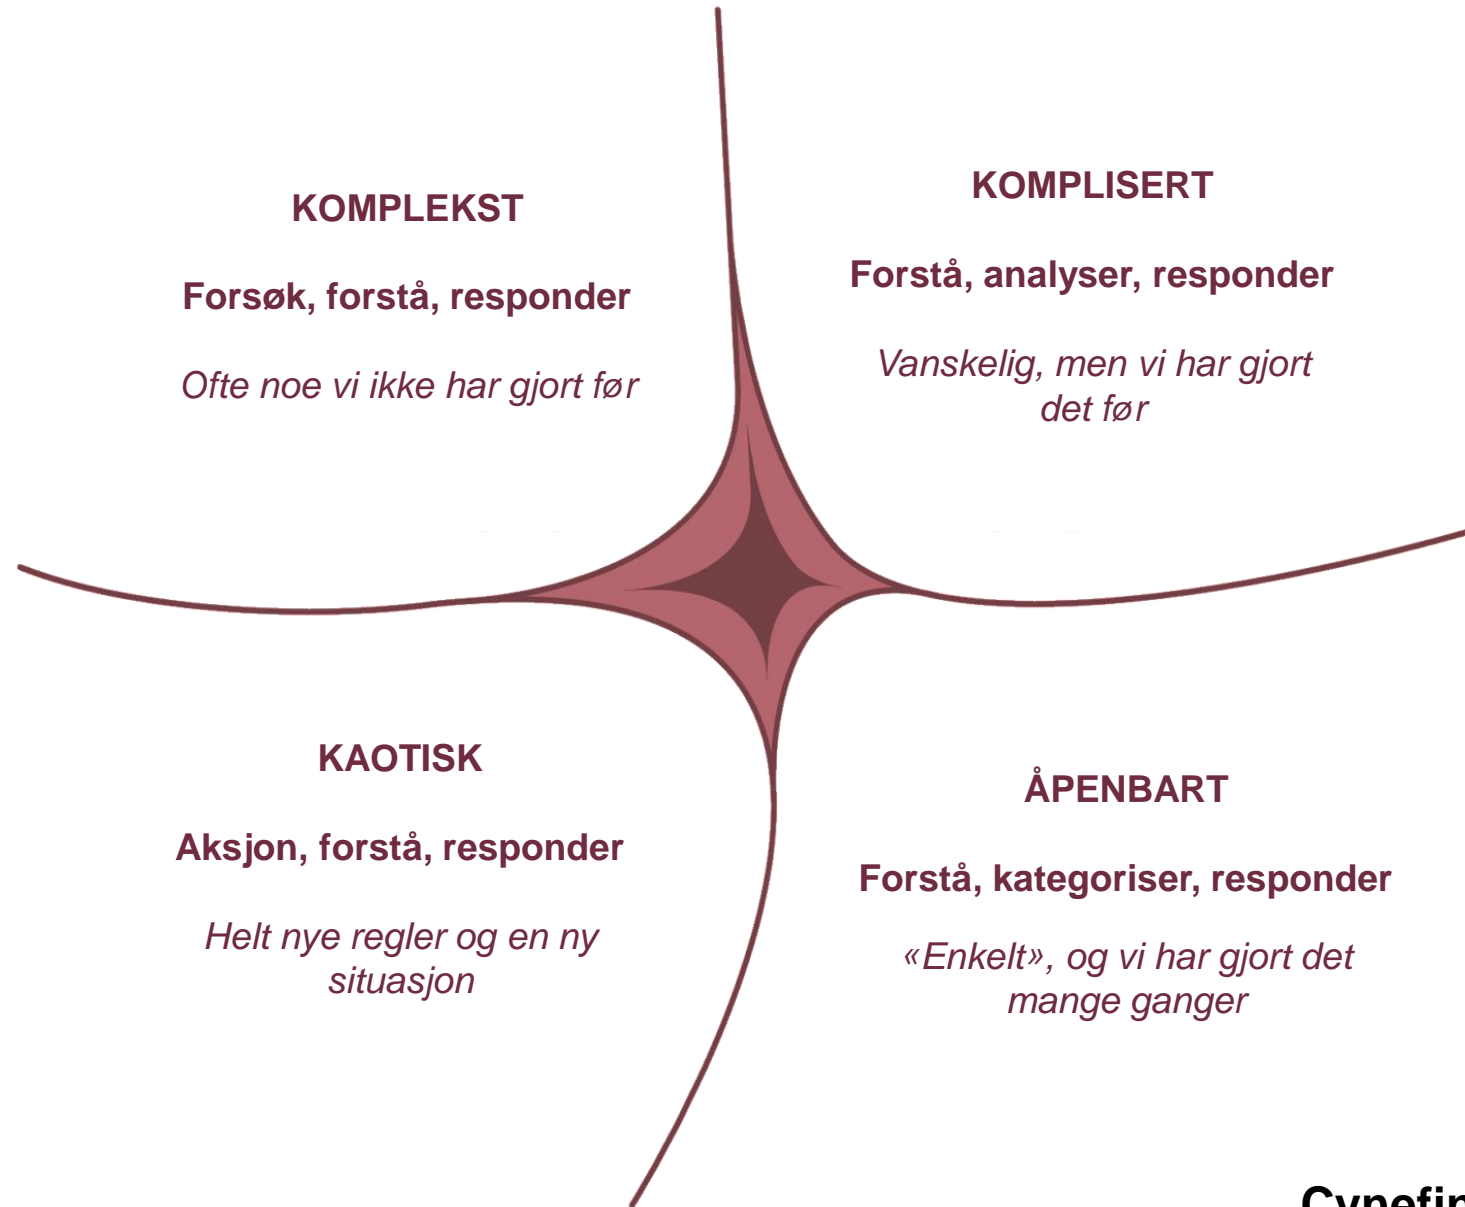 KOMPLEKST
Forsøk, forstå, responder
Ofte noe vi ikke har gjort før
KOMPLISERT
Forstå, analyser, responder
Vanskelig, men vi har gjort
det før
KAOTISK
Aksjon, forstå, responder
Helt nye regler og en ny
situasjon
ÅPENBART
Forstå, kategoriser, responder
«Enkelt», og vi har gjort det
mange ganger
Cynefin